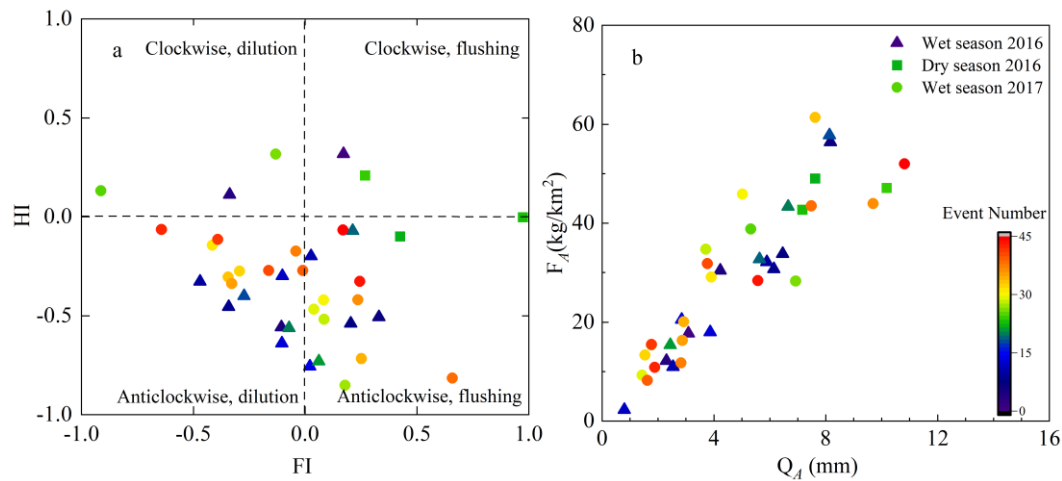 a
Clockwise, dilution
Clockwise, flushing
Anticlockwise, dilution
Anticlockwise, flushing
HI
1.0
0.5
0.0
-0.5
-1.0
-1.0
-0.5
0.0
0.5
1.0
FI
b
Wet season 2016
Dry season 2016
Wet season 2017
Event Number
45
30
15
0
F_A(kg/km²)
80
60
40
20
0
0
4
8
12
16
Q_A (mm)